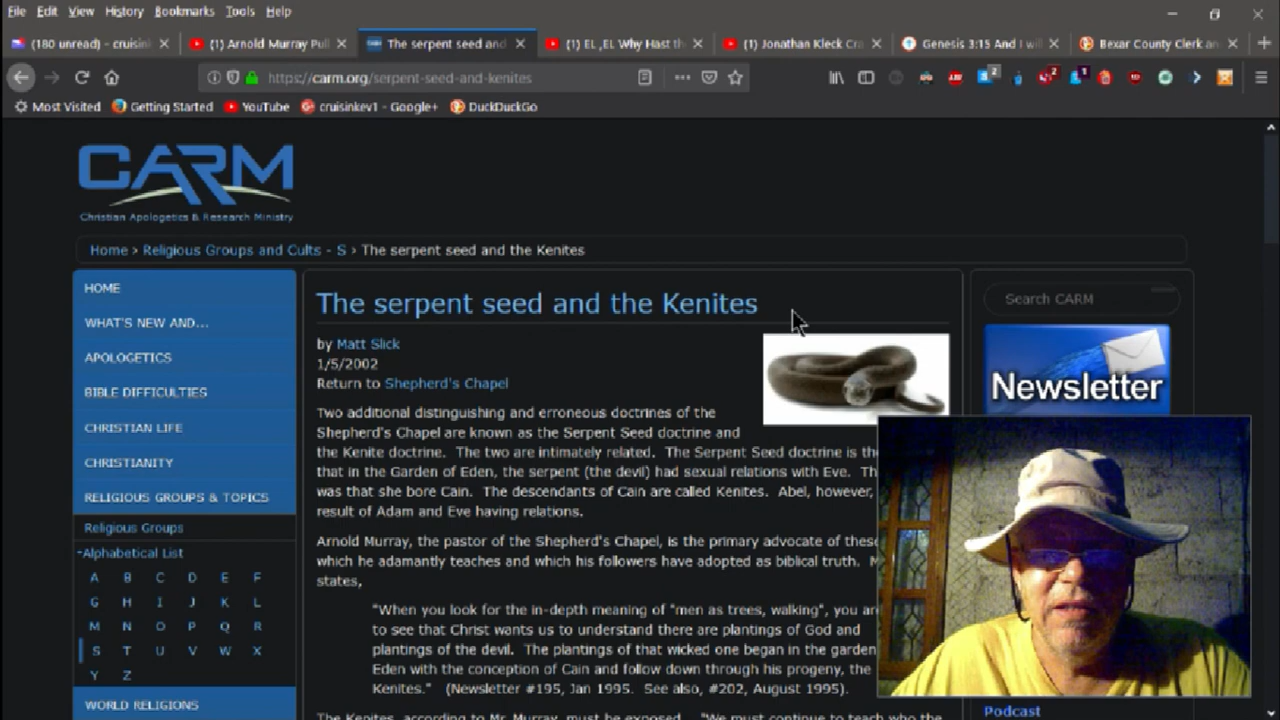 File Edit View History Bookmarks Tools Help
(180 unread) - cruisin
(1) Arnold Murray Pull
The serpent seed and
(1) EL ,EL Why Hast th
(1) Jonathan Kleck Cra
Genesis 3:15 And I wil
Bexar County Clerk an
https://carm.org/serpent-seed-and-kenites
Most Visited Getting Started YouTube cruisinkev1 - Google+ DuckDuckGo
CARM
Christian Apologetics & Research Ministry
Home > Religious Groups and Cults - S > The serpent seed and the Kenites
HOME
WHAT'S NEW AND...
APOLOGETICS
BIBLE DIFFICULTIES
CHRISTIAN LIFE
CHRISTIANITY
RELIGIOUS GROUPS & TOPICS
Religious Groups
-Alphabetical List
A B C D E F
G H I J K L
M N O P Q R
S T U V W X
Y Z
WORLD RELIGIONS
The serpent seed and the Kenites
by Matt Slick
1/5/2002
Return to Shepherd's Chapel
Two additional distinguishing and erroneous doctrines of the
Shepherd's Chapel are known as the Serpent Seed doctrine and
the Kenite doctrine. The two are intimately related. The Serpent Seed doctrine is the
that in the Garden of Eden, the serpent (the devil) had sexual relations with Eve. Th
was that she bore Cain. The descendants of Cain are called Kenites. Abel, however,
result of Adam and Eve having relations.
Arnold Murray, the pastor of the Shepherd's Chapel, is the primary advocate of these
which he adamantly teaches and which his followers have adopted as biblical truth. M
states,
"When you look for the in-depth meaning of "men as trees, walking", you are
to see that Christ wants us to understand there are plantings of God and
plantings of the devil. The plantings of that wicked one began in the garden
Eden with the conception of Cain and follow down through his progeny, the
Kenites." (Newsletter #195, Jan 1995. See also, #202, August 1995).
The Kenites, according to Mr. Murray, must be exposed. "We must continue to teach who the
Search CARM
Newsletter
Podcast